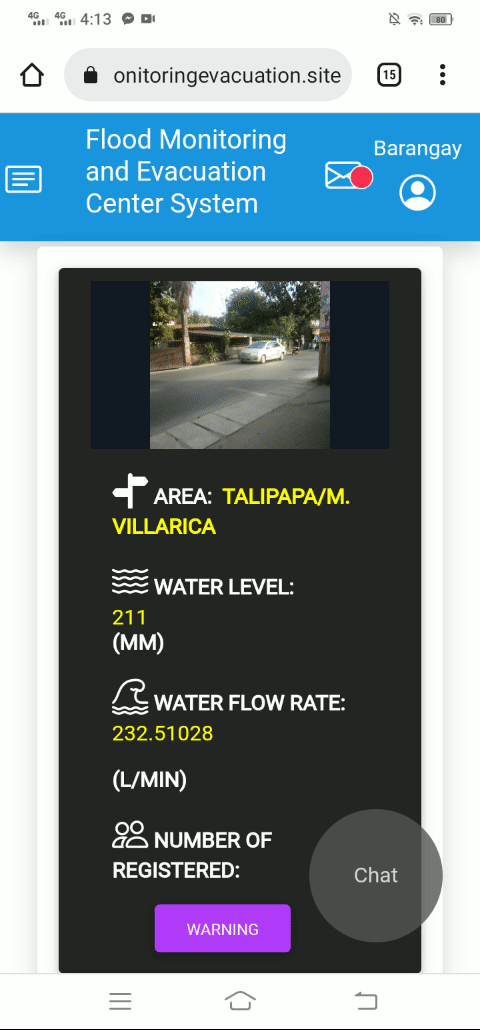 4G 4G 4:13 80
onitoringevacuation.site 15
Flood Monitoring
and Evacuation
Center System
Barangay
AREA: TALIPAPA/M.
VILLARICA
WATER LEVEL:
211
(MM)
WATER FLOW RATE:
232.51028
(L/MIN)
NUMBER OF
REGISTERED:
Chat
WARNING